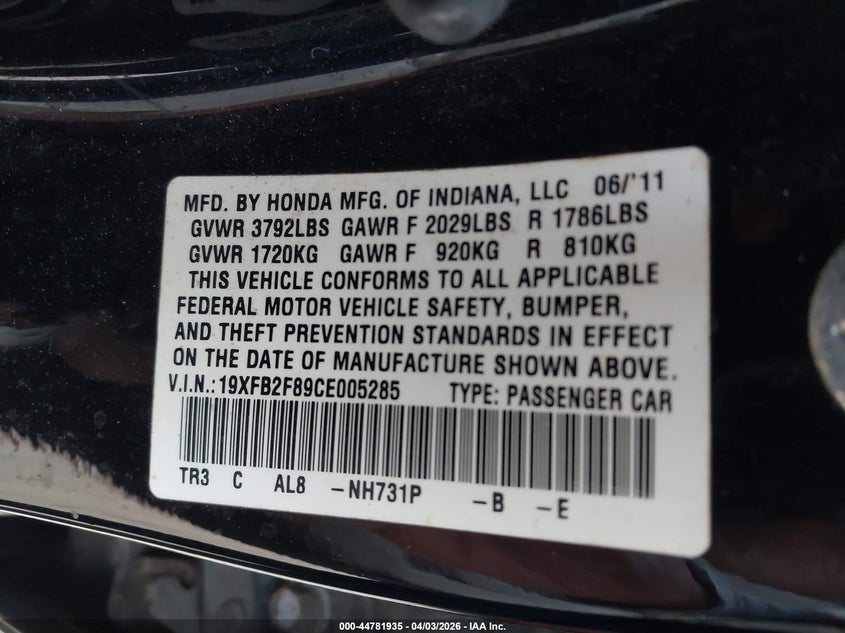 MFD. BY HONDA MFG. OF INDIANA, LLC 06/'11
GVWR 3792LBS GAWR F 2029LBS R 1786LBS
GVWR 1720KG GAWR F 920KG R 810KG
THIS VEHICLE CONFORMS TO ALL APPLICABLE
FEDERAL MOTOR VEHICLE SAFETY, BUMPER,
AND THEFT PREVENTION STANDARDS IN EFFECT
ON THE DATE OF MANUFACTURE SHOWN ABOVE.
V.I.N.:19XFB2F89CE005285 TYPE: PASSENGER CAR
TR3 C AL8 -NH731P -B -E
000-44781935 - 04/03/2026 - IAA Inc.